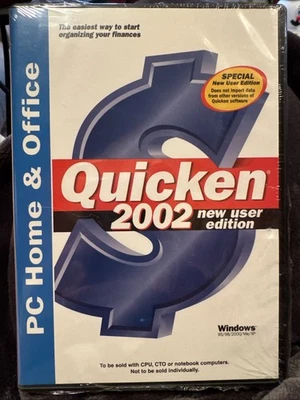 The easiest way to start
organizing your finances
PC Home & Office
SPECIAL
New User Edition
Does not import data
from other versions of
Quicken software
Quicken®
2002 new user
edition
Windows
95/98/2000/Me/XP
To be sold with CPU, CTO or notebook computers.
Not to be sold individually.